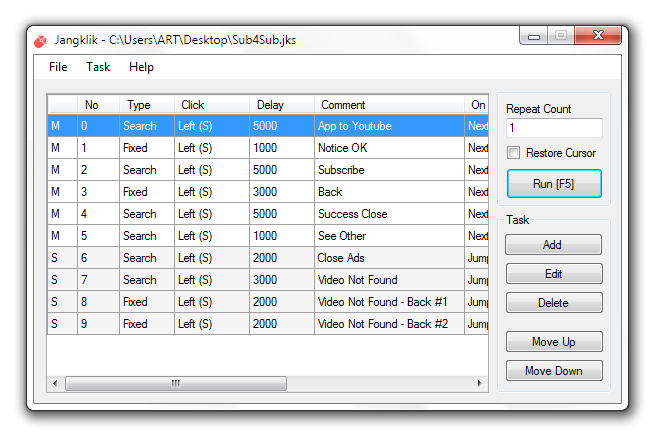 Jangklik - C:\Users\ART\Desktop\Sub4Sub.jks
File Task Help
No Type Click Delay Comment On
M 0 Search Left (S) 5000 App to Youtube Next
M 1 Fixed Left (S) 1000 Notice OK Next
M 2 Search Left (S) 5000 Subscribe Next
M 3 Fixed Left (S) 3000 Back Next
M 4 Search Left (S) 5000 Success Close Next
M 5 Search Left (S) 1000 See Other Next
S 6 Search Left (S) 2000 Close Ads Jump
S 7 Search Left (S) 3000 Video Not Found Jump
S 8 Fixed Left (S) 2000 Video Not Found - Back #1 Jump
S 9 Fixed Left (S) 2000 Video Not Found - Back #2 Jump
Repeat Count
1
Restore Cursor
Run [F5]
Task
Add
Edit
Delete
Move Up
Move Down